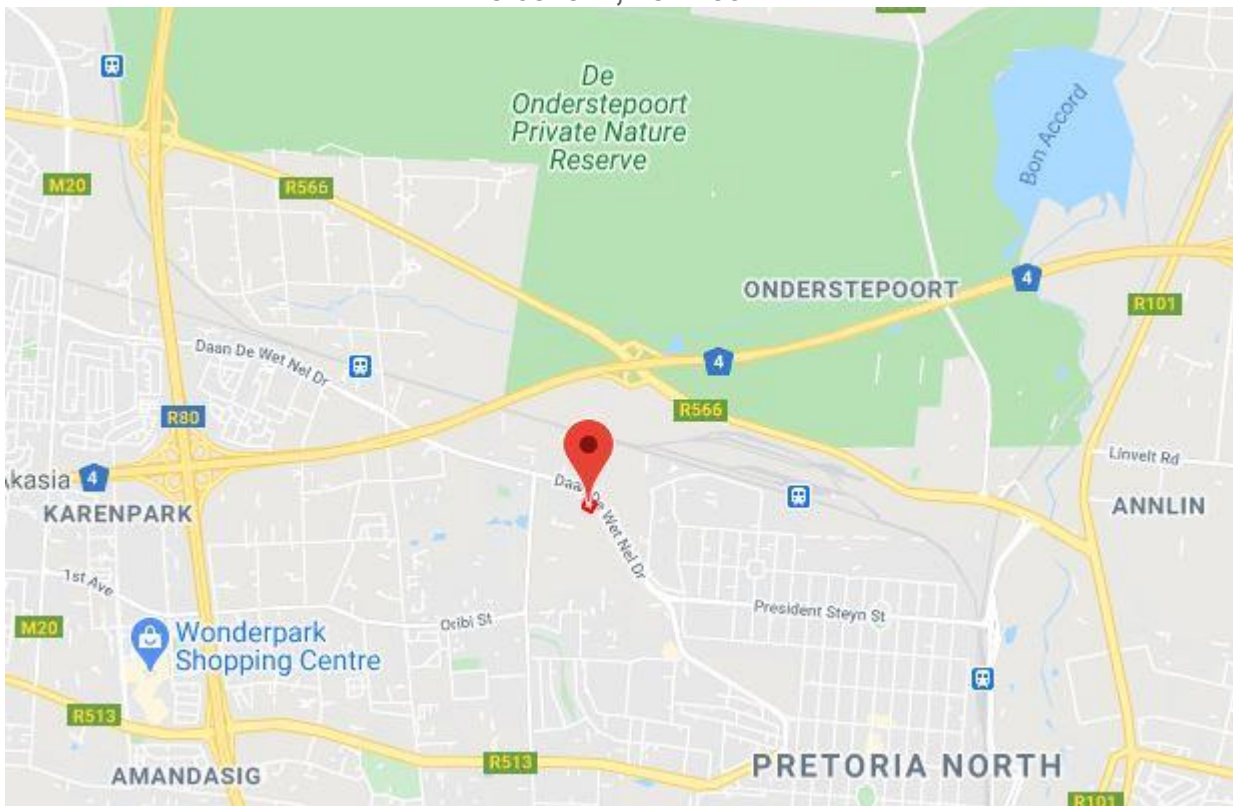 De
Onderstepoort
Private Nature
Reserve
Bon Accord
M20
R566
4
ONDERSTEPOORT
R101
Daan De Wet Nel Dr
4
R80
R566
Akasia
4
KARENPARK
Daan De Wet Nel Dr
Linvelt Rd
ANNLIN
1st Ave
President Steyn St
M20
Oribi St
Wonderpark
Shopping Centre
R513
R513
PRETORIA NORTH
AMANDASIG
R101